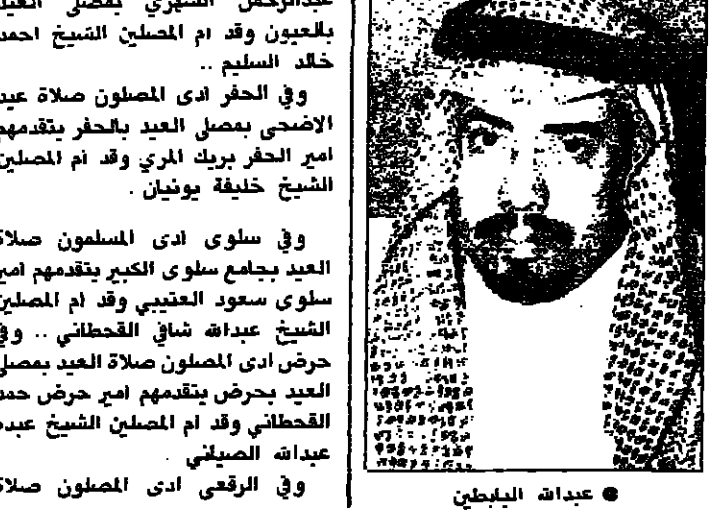 عبدالرحمن الشهري بمصلى العيد
بالعيون وقد ام المصلين الشيخ احمد
خالد السليم ..
وفي الحفر ادى المصلون صلاة عيد
الاضحى بمصلى العيد بالحفر يتقدمهم
امير الحفر بريك المري وقد ام المصلين
الشيخ خليفة يونيان .
وفي سلوى ادى المسلمون صلاة
العيد بجامع سلوى الكبير يتقدمهم امير
سلوى سعود العتيبي وقد ام المصلين
الشيخ عبدالله شافي القحطاني .. وفي
حرض ادى المصلون صلاة العيد بمصلى
العيد بحرض يتقدمهم امير حرض حمد
القحطاني وقد ام المصلين الشيخ عبده
عبدالله الصيلني .
وفي الرقعى ادى المصلون صلاة
عبدالله البابطين